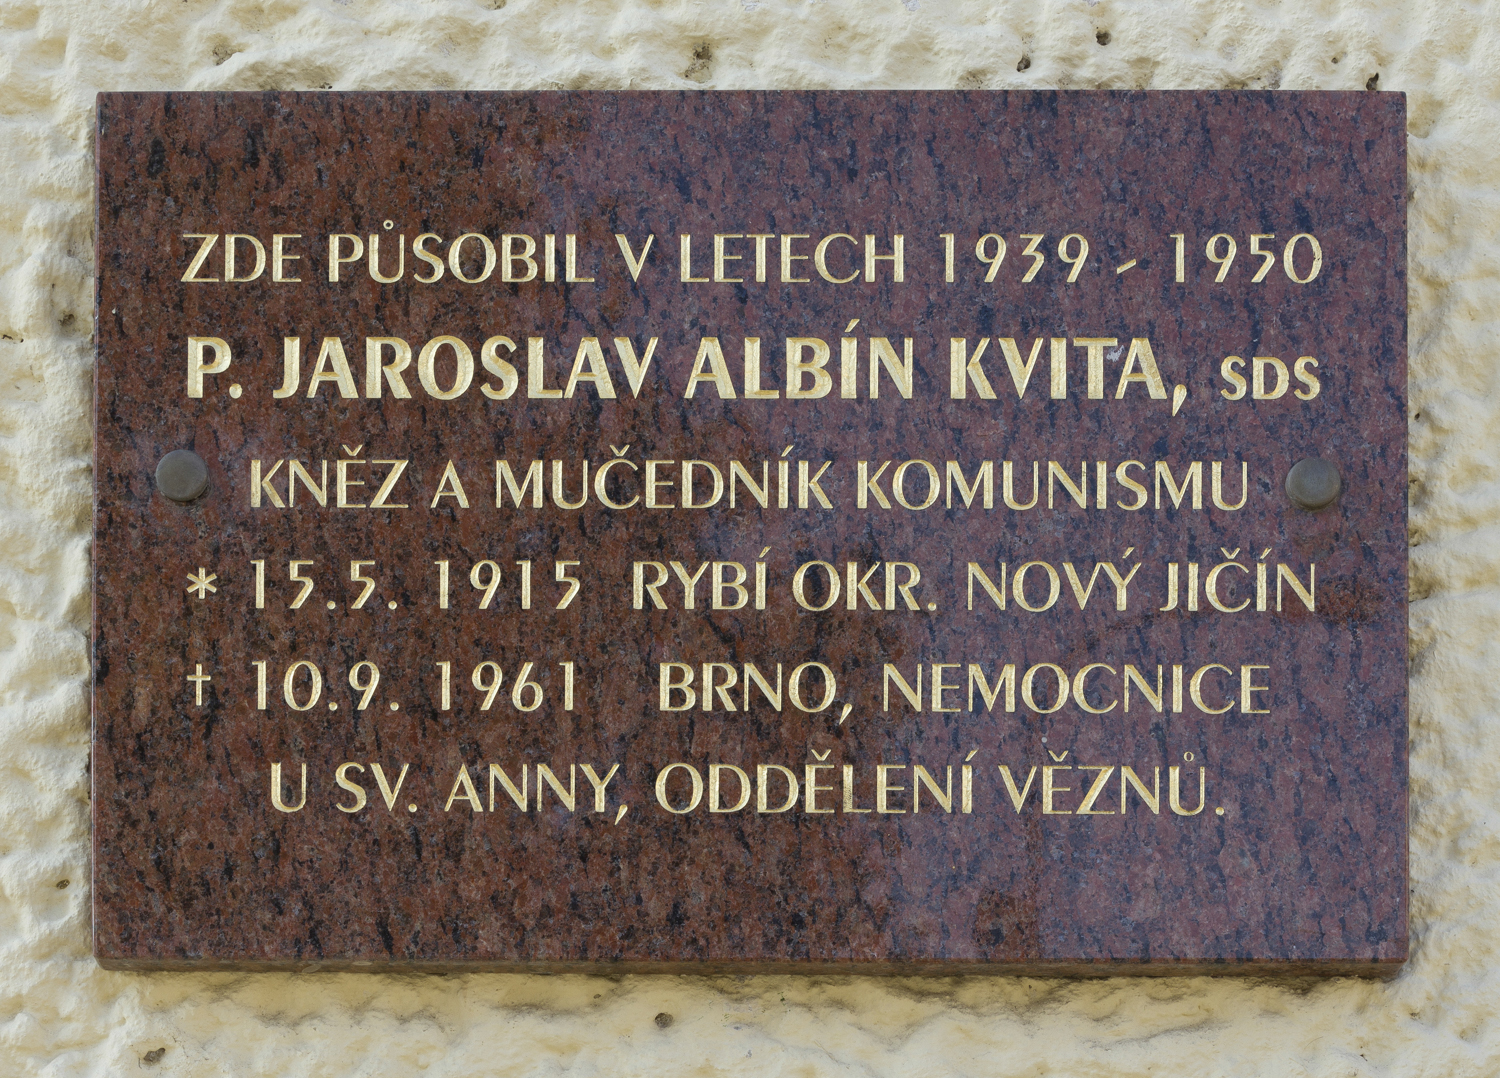 ZDE PŮSOBIL V LETECH 1939 - 1950
P. JAROSLAV ALBÍN KVITA, SDS
KNĚZ A MUČEDNÍK KOMUNISMU
* 15.5. 1915 RYBÍ OKR. NOVÝ JIČÍN
† 10.9. 1961 BRNO, NEMOCNICE
U SV. ANNY, ODDĚLENÍ VĚZNŮ.